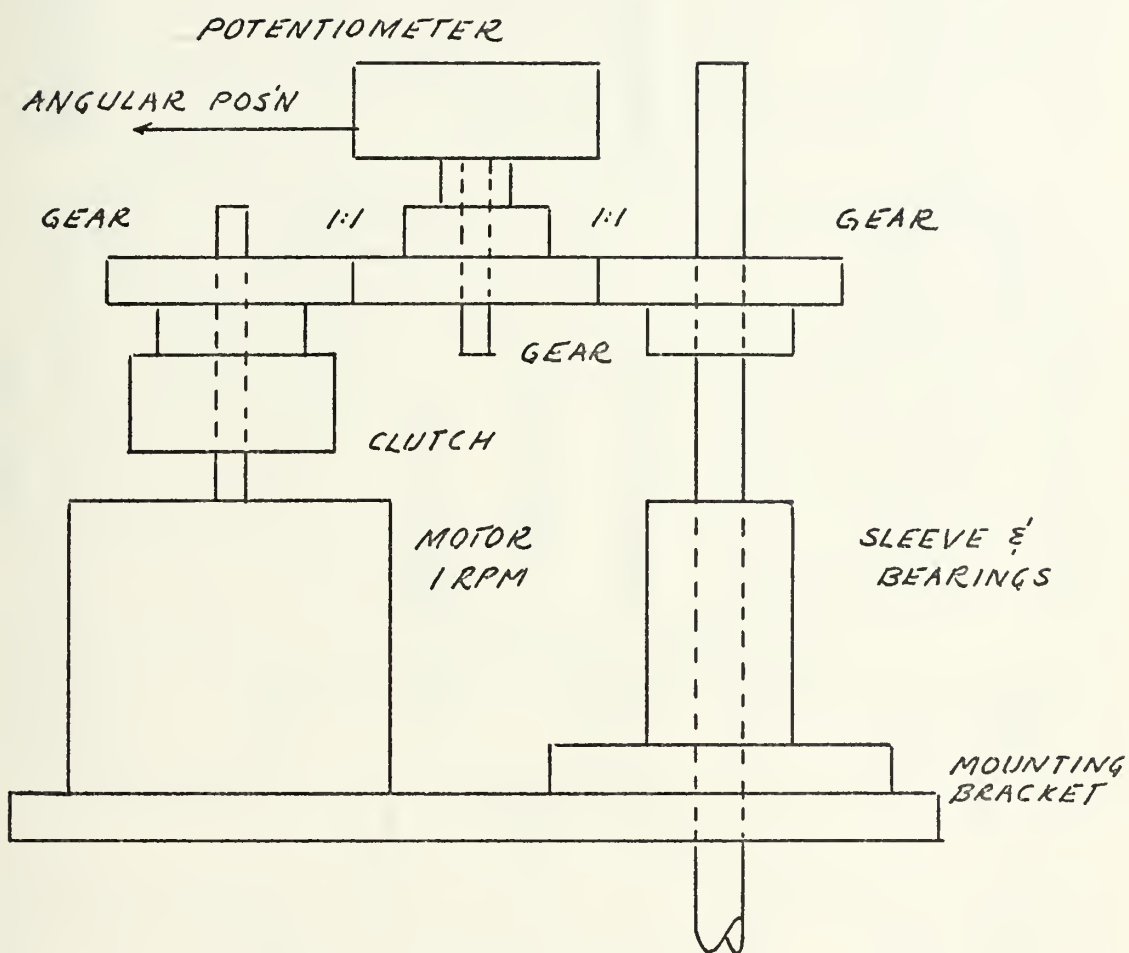 POTENTIOMETER
ANGULAR POS'N
GEAR
1:1
1:1
GEAR
GEAR
CLUTCH
MOTOR
1 RPM
SLEEVE &
BEARINGS
MOUNTING
BRACKET